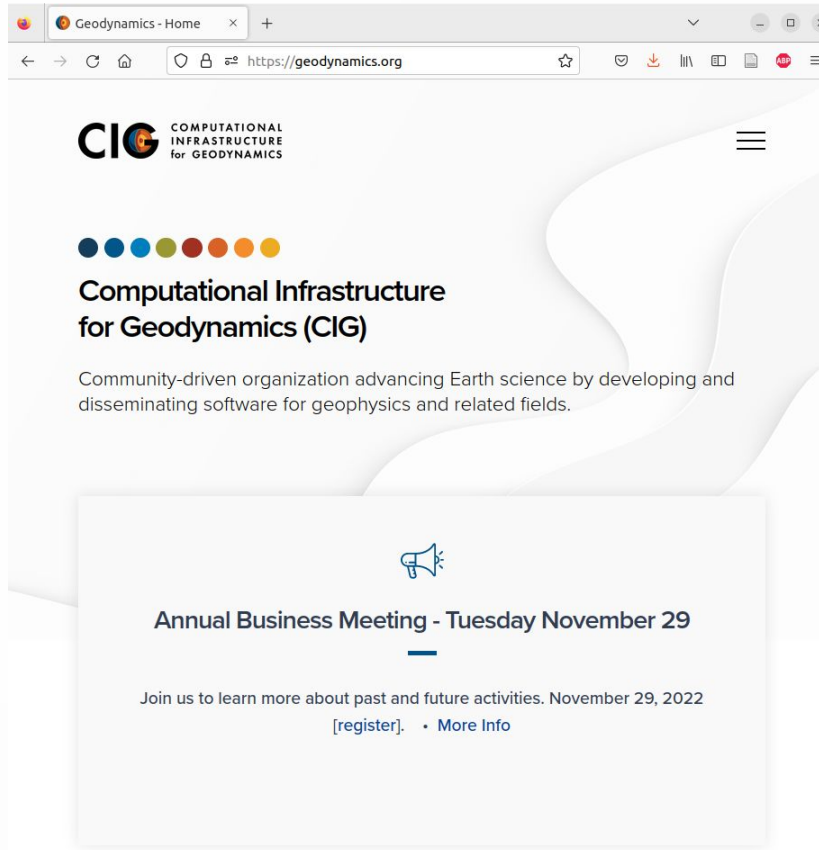 Geodynamics - Home
https://geodynamics.org
ABP
CIG
COMPUTATIONAL
INFRASTRUCTURE
for GEODYNAMICS
Computational Infrastructure
for Geodynamics (CIG)
Community-driven organization advancing Earth science by developing and
disseminating software for geophysics and related fields.
Annual Business Meeting - Tuesday November 29
Join us to learn more about past and future activities. November 29, 2022
[register]. • More Info